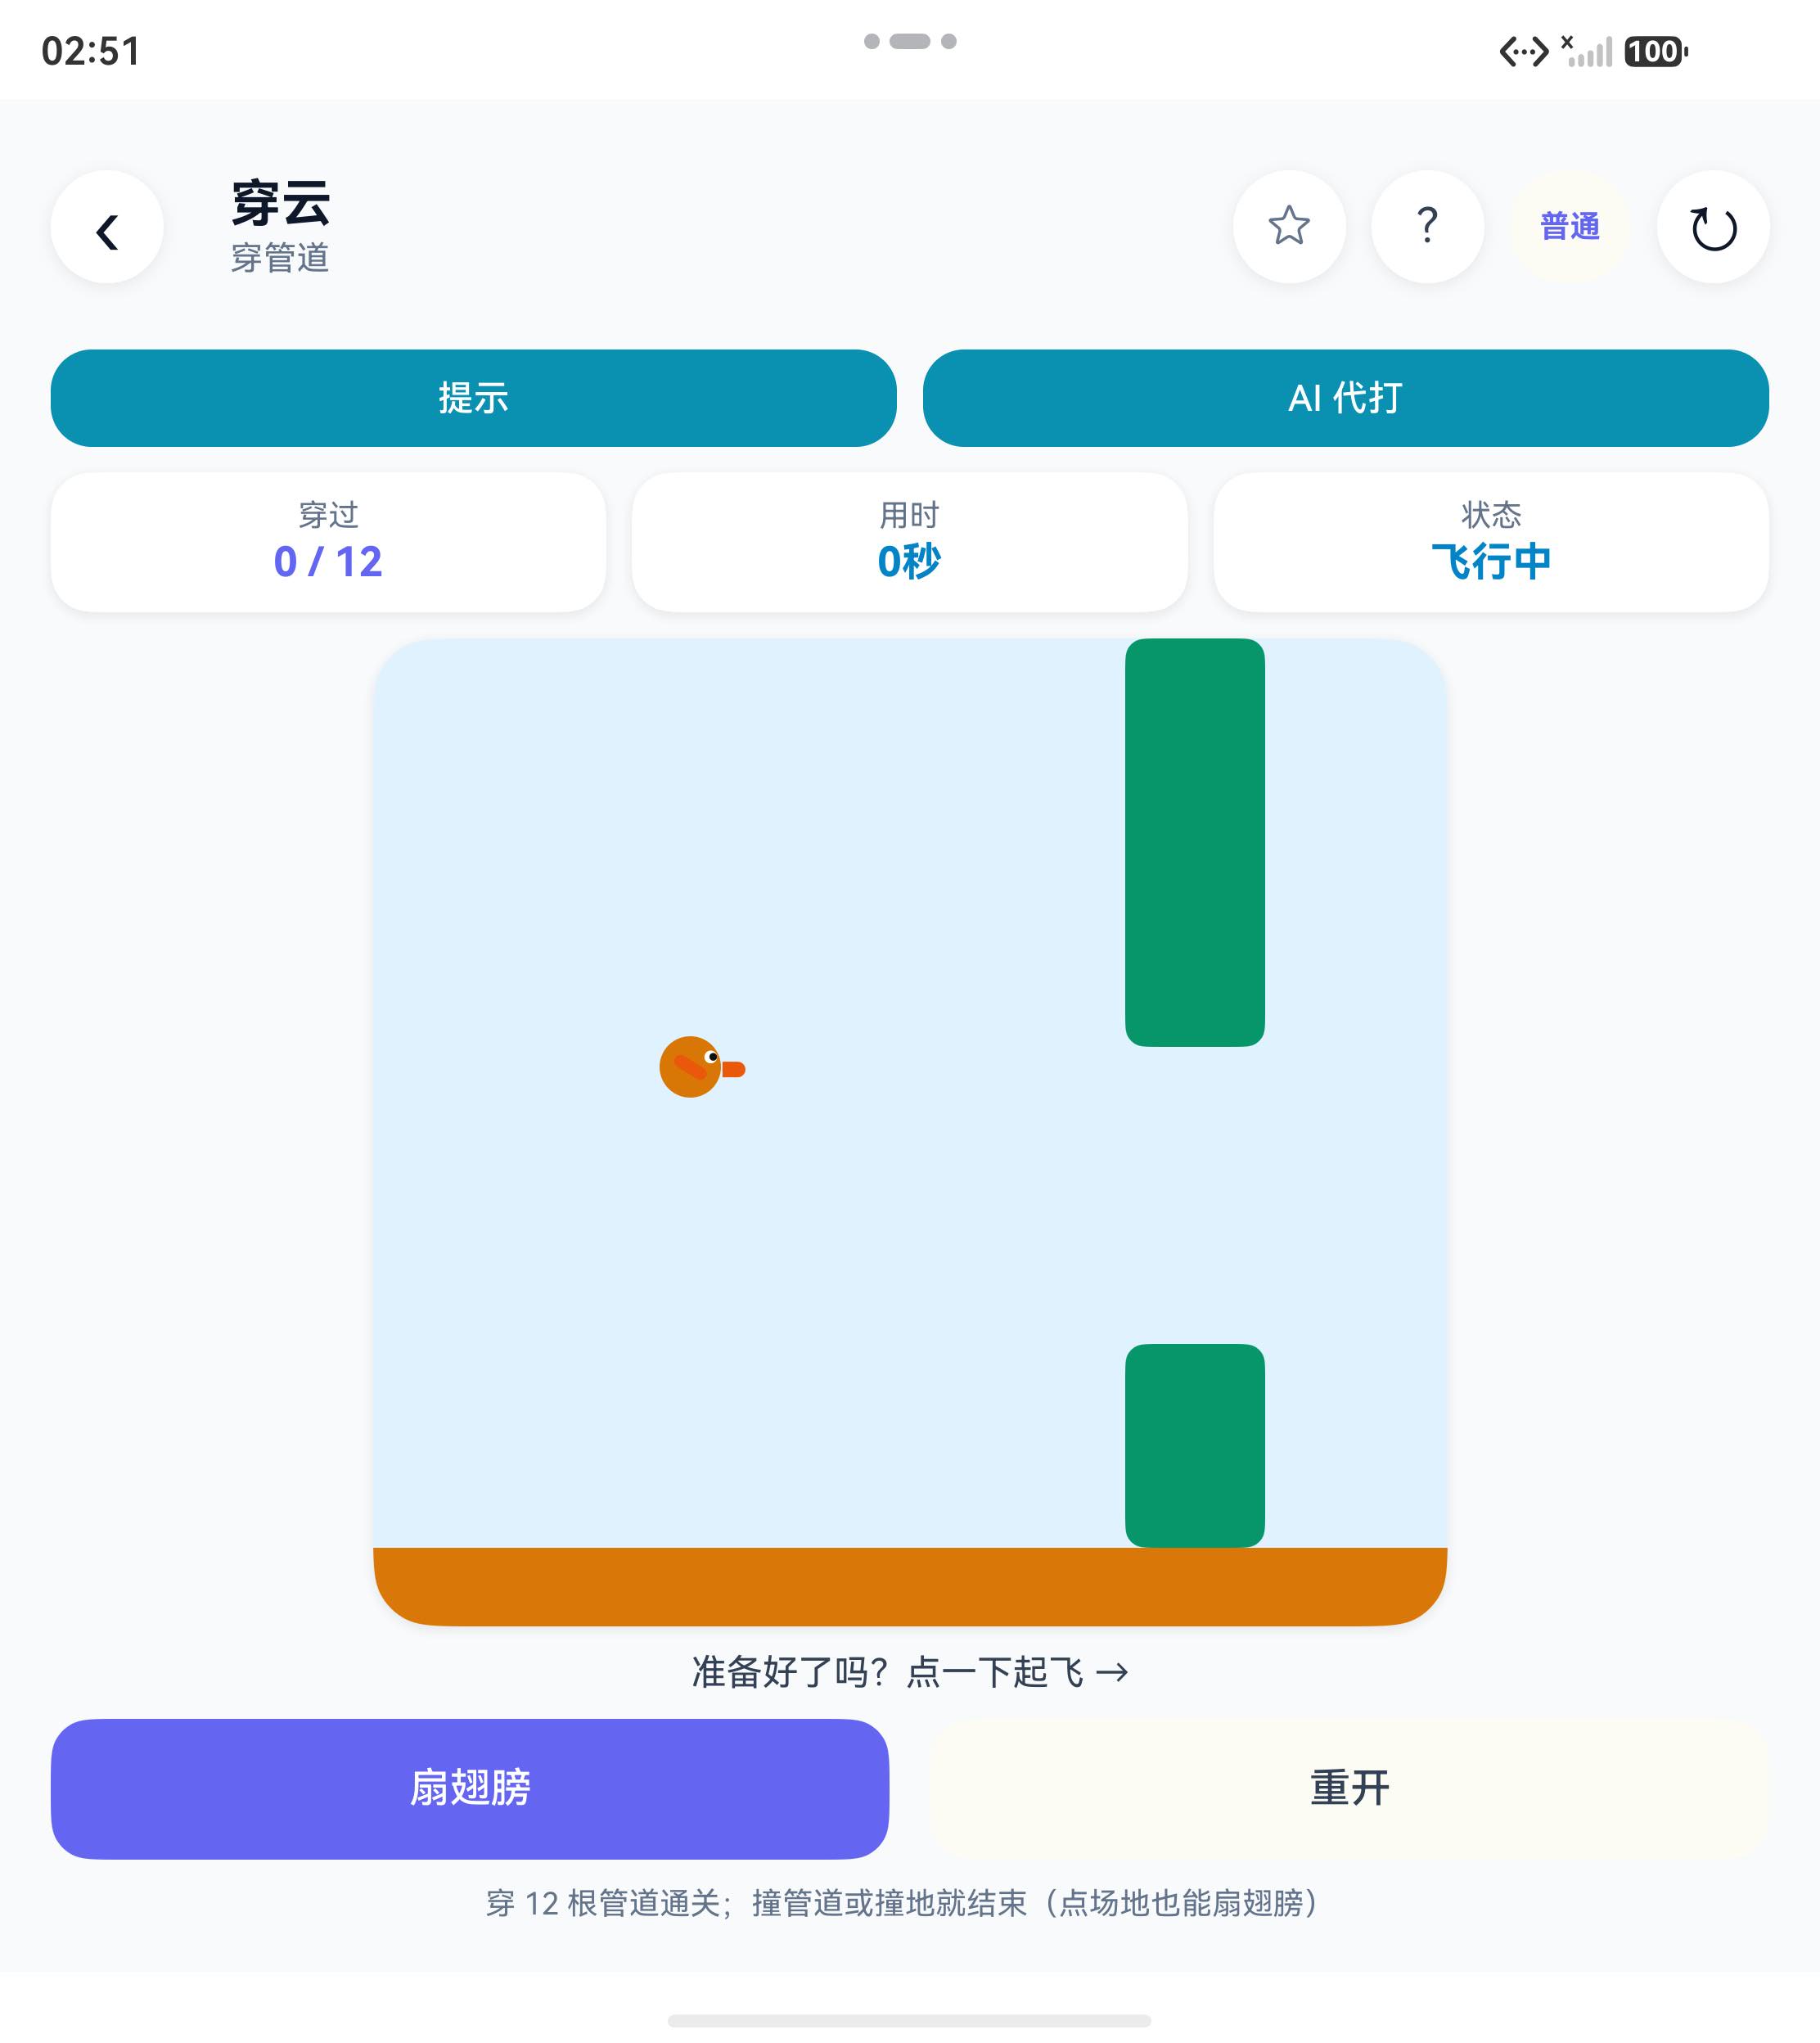 02:51
100
穿云
穿管道
?
普通
提示
AI 代打
穿过
0 / 12
用时
0秒
状态
飞行中
准备好了吗？点一下起飞 →
扇翅膀
重开
穿 12 根管道通关；撞管道或撞地就结束（点场地也能扇翅膀）